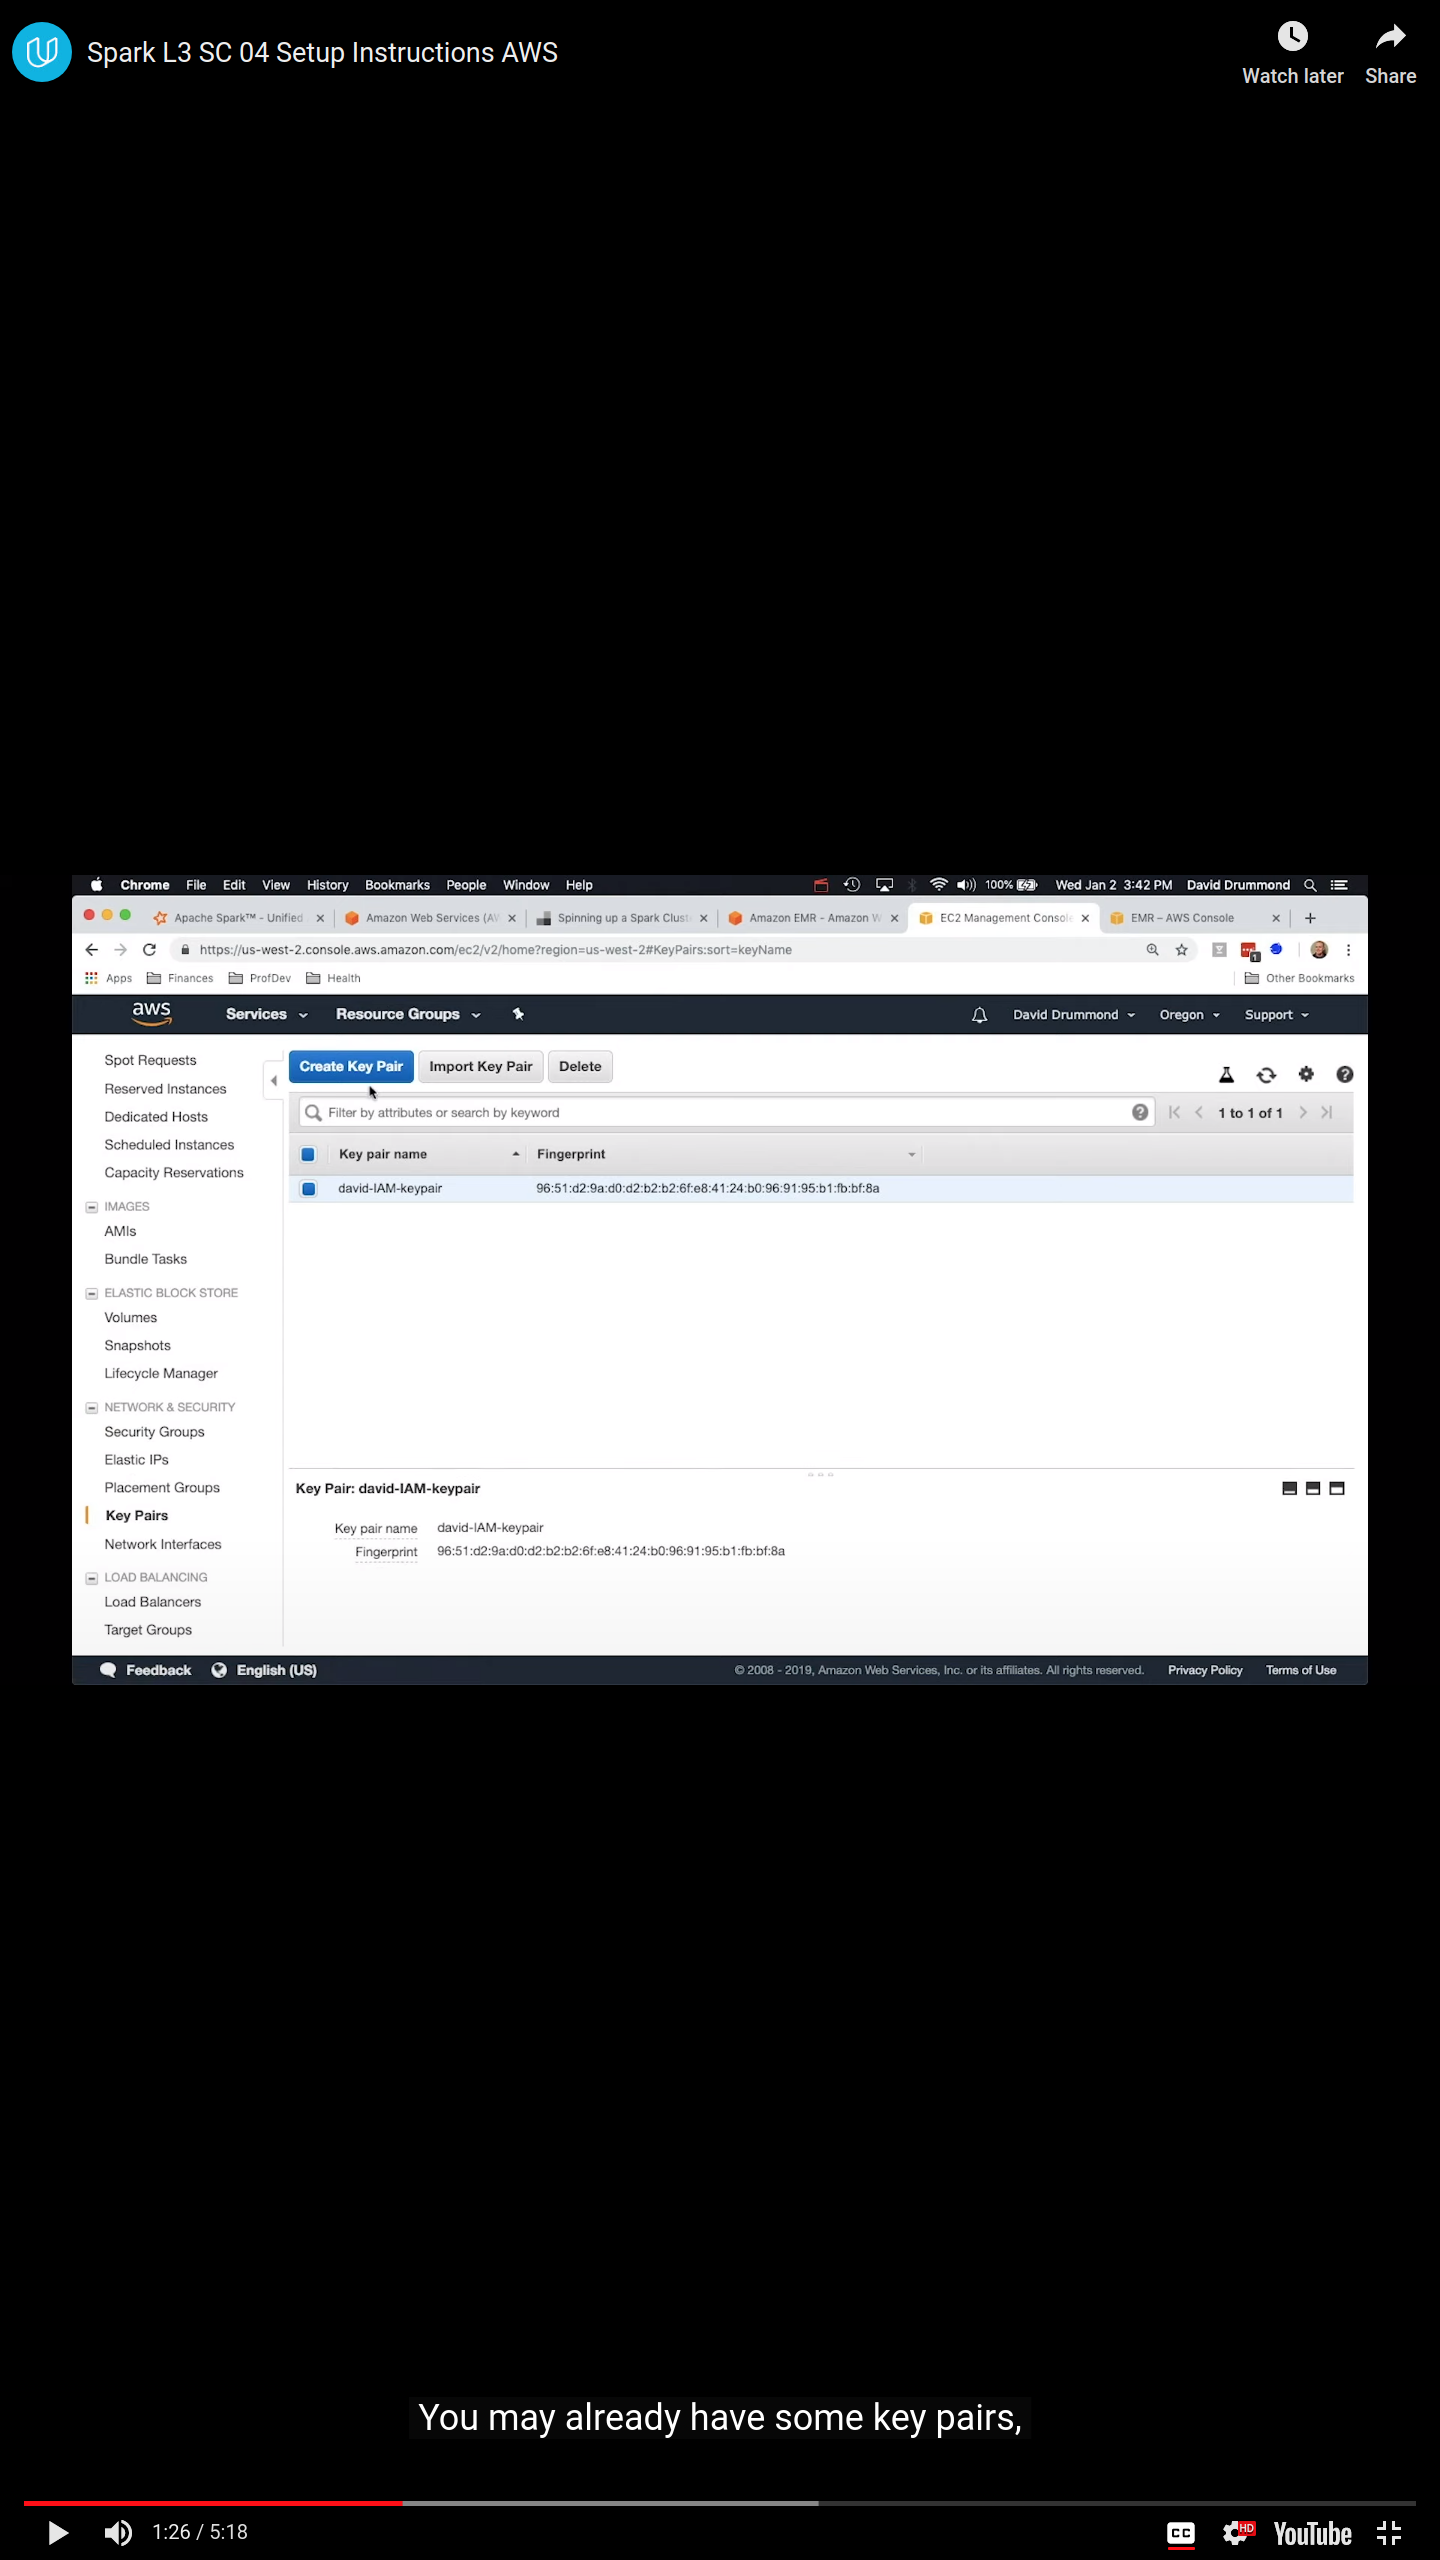 Spark L3 SC 04 Setup Instructions AWS
Watch later
Share
Chrome File Edit View History Bookmarks People Window Help 100% Wed Jan 2 3:42 PM David Drummond
Apache Spark™ - Unified
Amazon Web Services (AW
Spinning up a Spark Clust
Amazon EMR - Amazon W
EC2 Management Console
EMR – AWS Console
https://us-west-2.console.aws.amazon.com/ec2/v2/home?region=us-west-2#KeyPairs:sort=keyName
Apps Finances ProfDev Health Other Bookmarks
aws Services Resource Groups David Drummond Oregon Support
Spot Requests
Reserved Instances
Dedicated Hosts
Scheduled Instances
Capacity Reservations
IMAGES
AMIs
Bundle Tasks
ELASTIC BLOCK STORE
Volumes
Snapshots
Lifecycle Manager
NETWORK & SECURITY
Security Groups
Elastic IPs
Placement Groups
Key Pairs
Network Interfaces
LOAD BALANCING
Load Balancers
Target Groups
Create Key Pair Import Key Pair Delete
Filter by attributes or search by keyword 1 to 1 of 1
Key pair name Fingerprint
david-IAM-keypair 96:51:d2:9a:d0:d2:b2:b2:6f:e8:41:24:b0:96:91:95:b1:fb:bf:8a
Key Pair: david-IAM-keypair
Key pair name david-IAM-keypair
Fingerprint 96:51:d2:9a:d0:d2:b2:b2:6f:e8:41:24:b0:96:91:95:b1:fb:bf:8a
Feedback English (US) © 2008 - 2019, Amazon Web Services, Inc. or its affiliates. All rights reserved. Privacy Policy Terms of Use
You may already have some key pairs,
1:26 / 5:18 CC HD YouTube